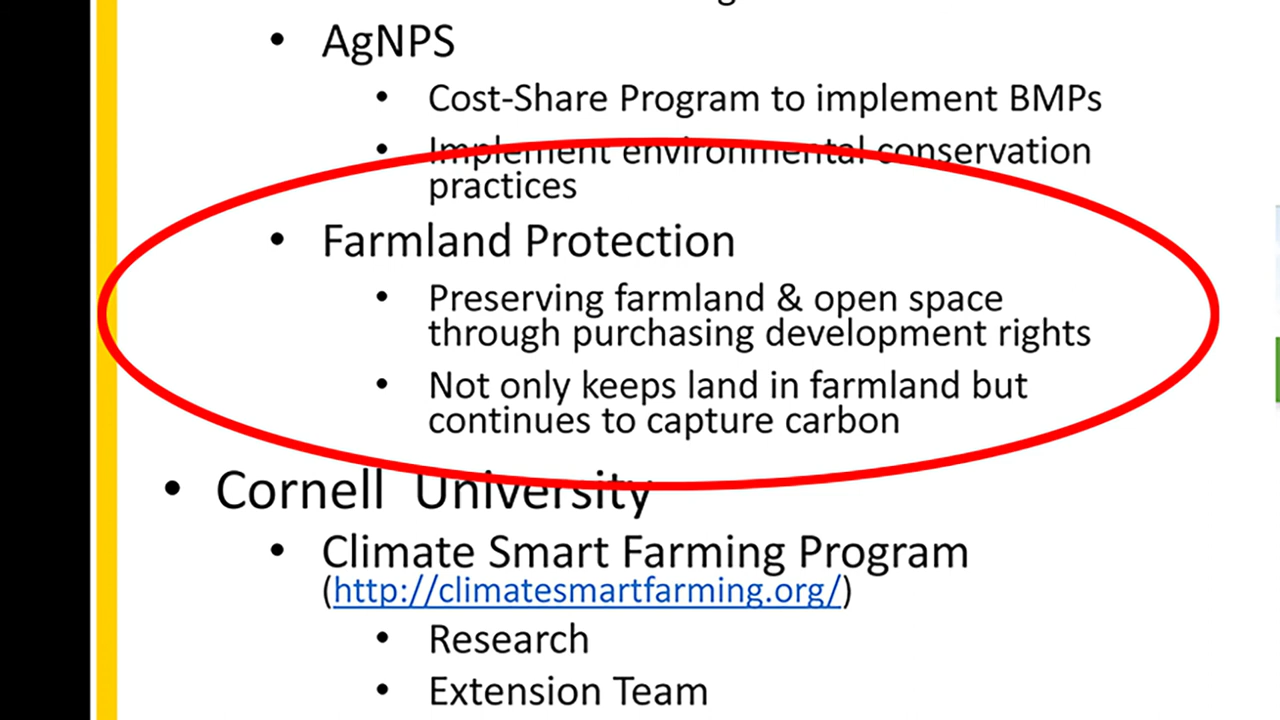 • AgNPS
• Cost-Share Program to implement BMPs
• Implement environmental conservation
practices
• Farmland Protection
• Preserving farmland & open space
through purchasing development rights
• Not only keeps land in farmland but
continues to capture carbon
• Cornell University
• Climate Smart Farming Program
(http://climatesmartfarming.org/)
• Research
• Extension Team